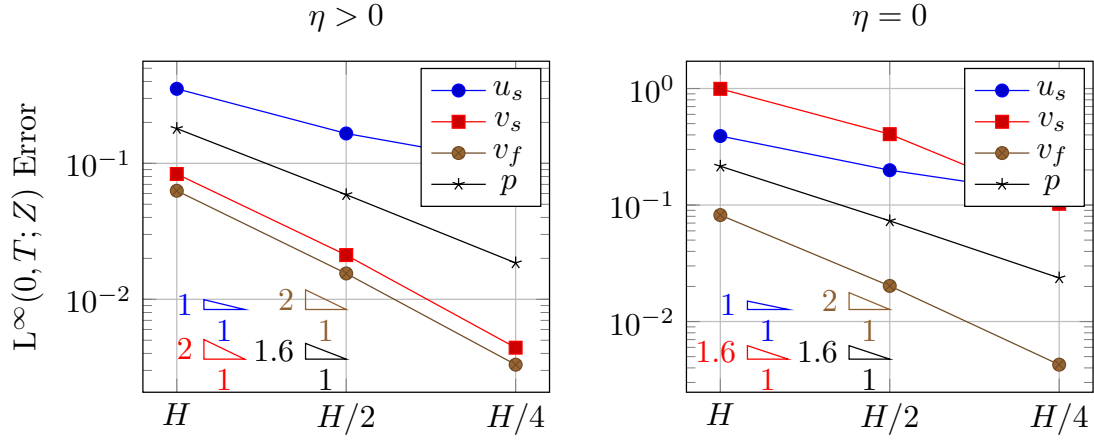 η > 0
L^∞(0, T; Z) Error
10^−1
10^−2
u_s
v_s
v_f
p
1
1
2
1
2
1
1.6
1
H
H/2
H/4
η = 0
10^0
10^−1
10^−2
u_s
v_s
v_f
p
1
1
2
1
1.6
1
1.6
1
H
H/2
H/4